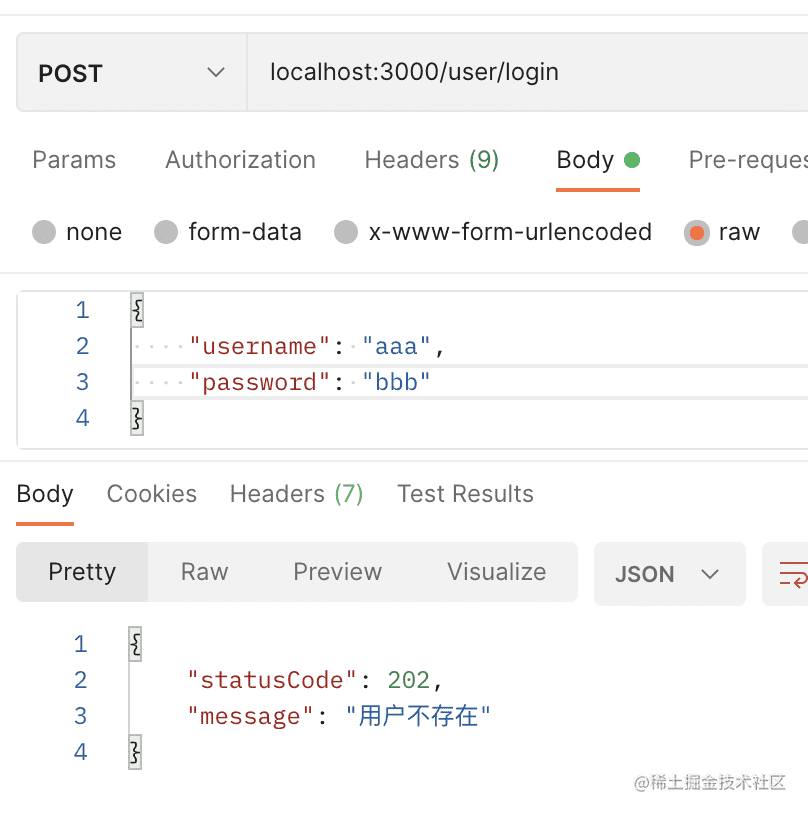 POST localhost:3000/user/login
Params Authorization Headers (9) Body Pre-reques
none form-data x-www-form-urlencoded raw
1 {
2 "username": "aaa",
3 "password": "bbb"
4 }
Body Cookies Headers (7) Test Results
Pretty Raw Preview Visualize JSON
1 {
2 "statusCode": 202,
3 "message": "用户不存在"
4 }
@稀土掘金技术社区